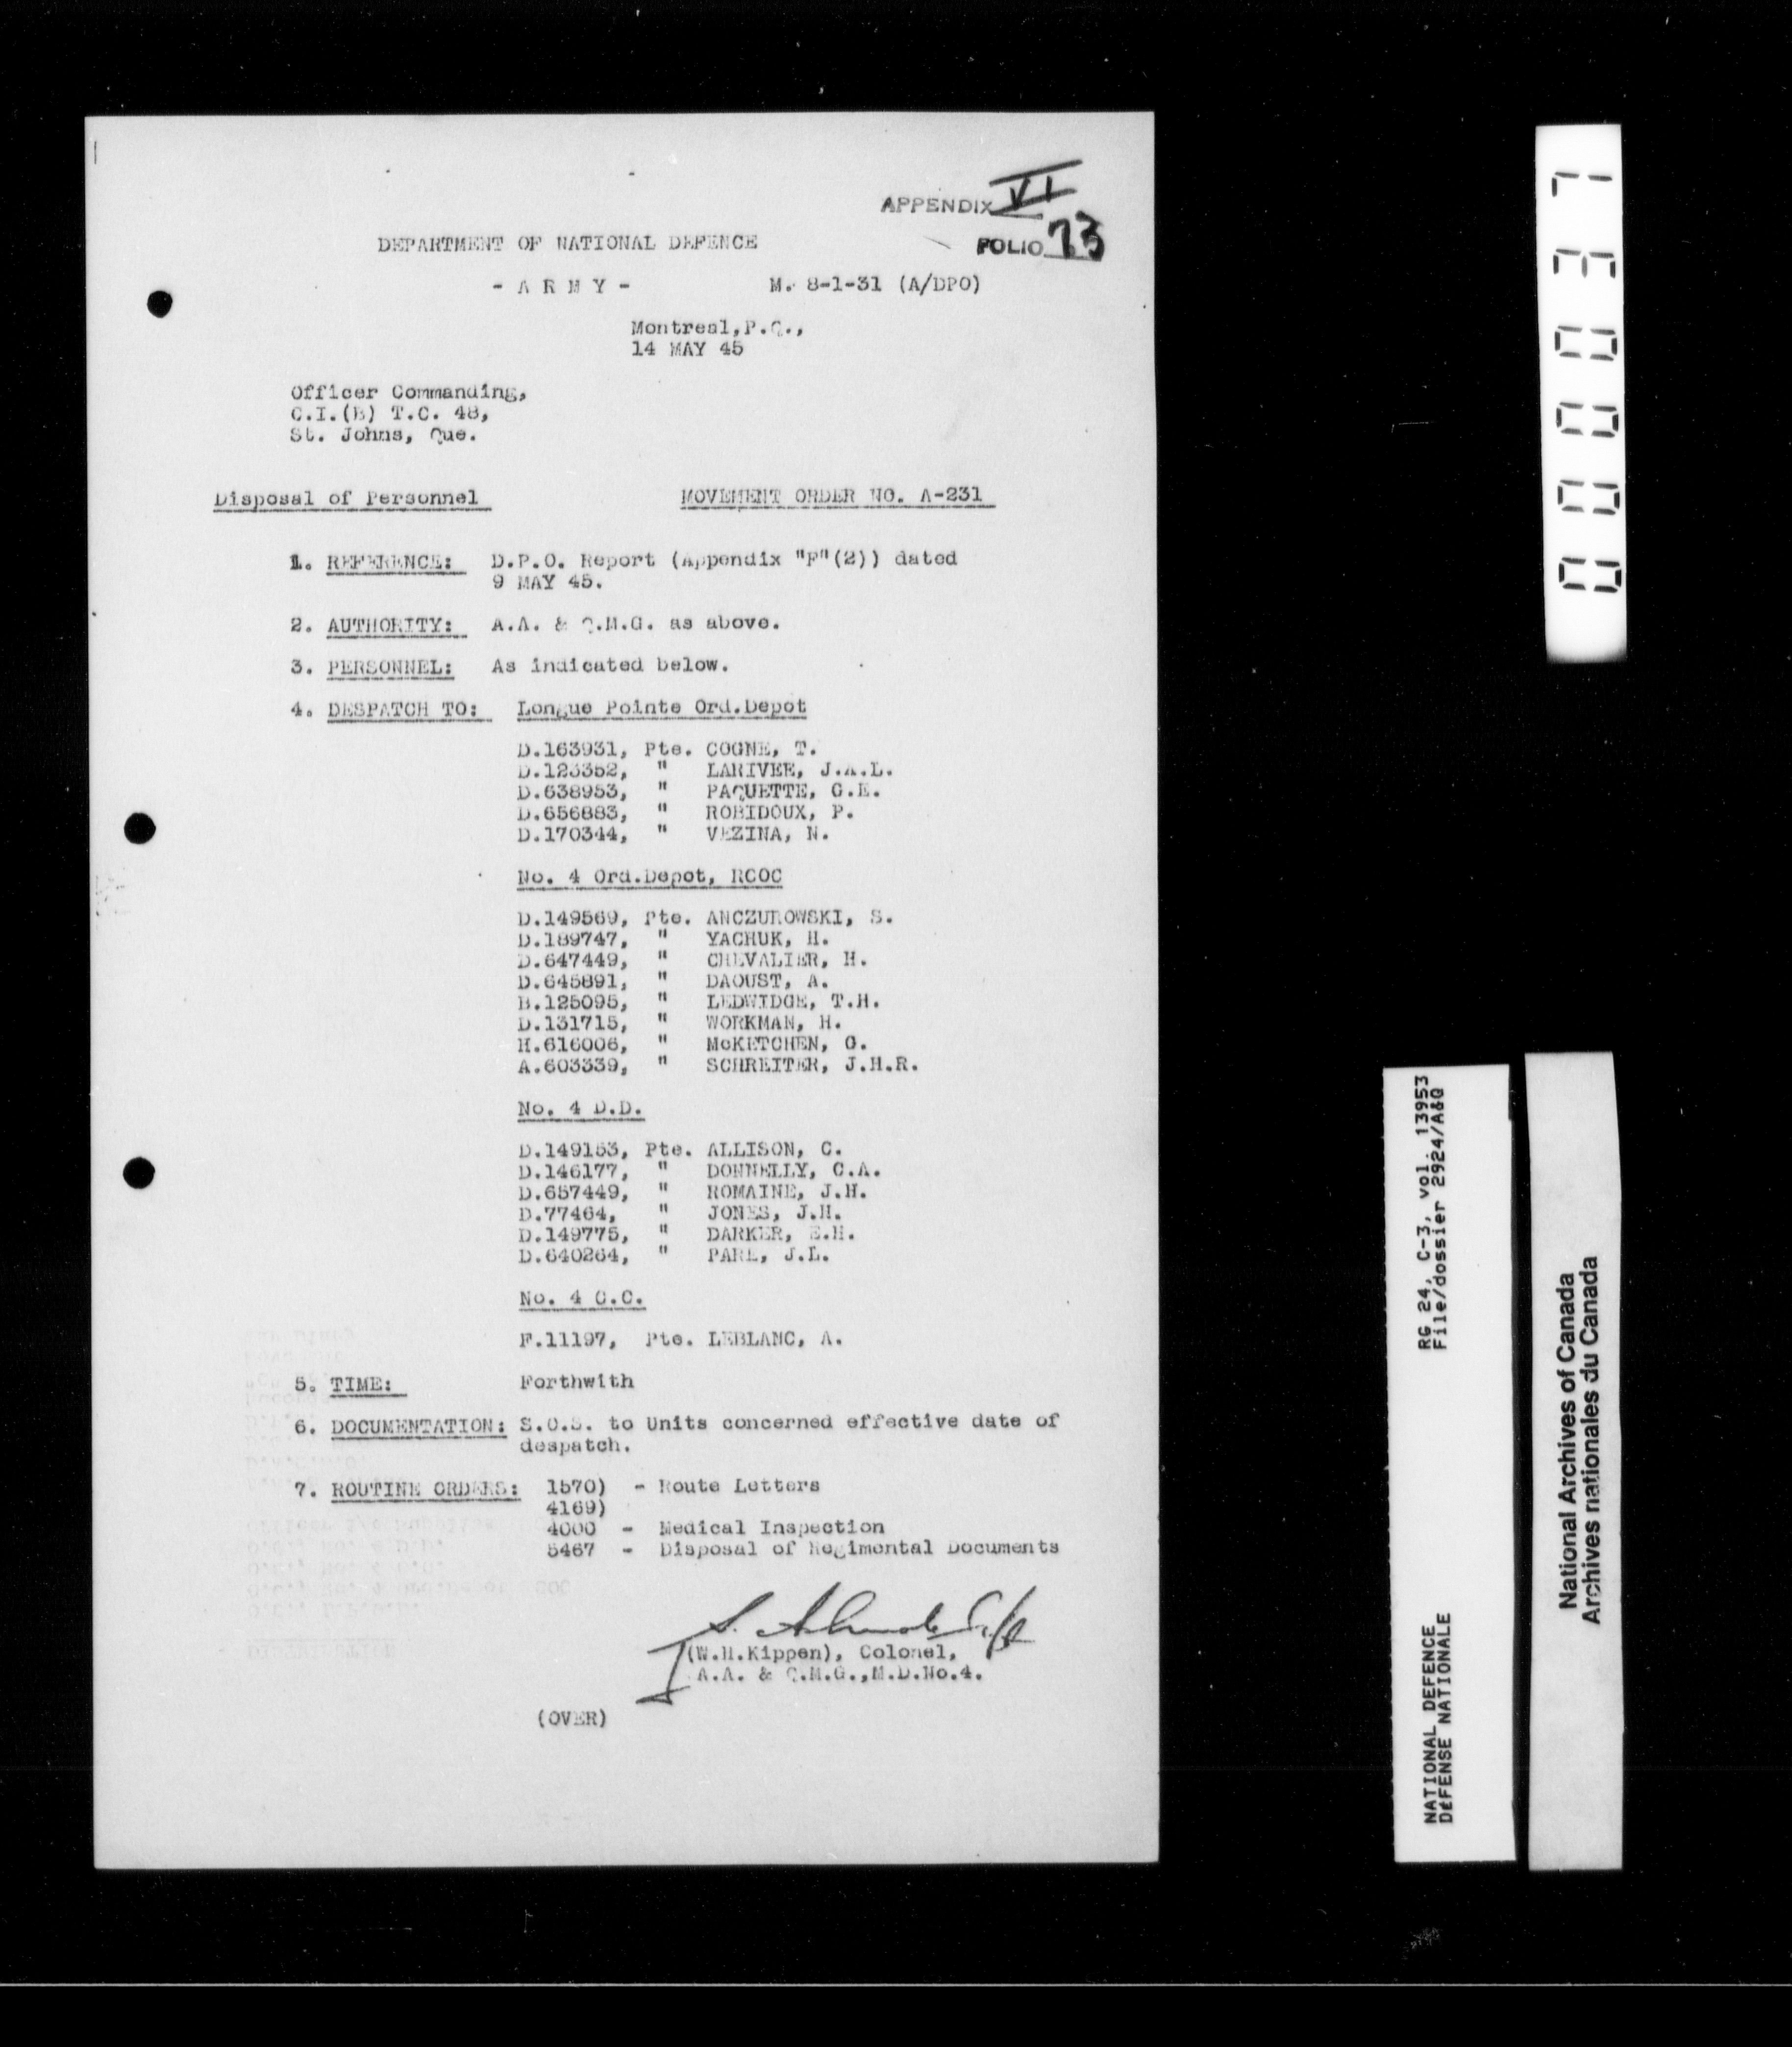 APPENDIX VI
FOLIO 73
DEPARTMENT OF NATIONAL DEFENCE
- A R M Y -   M. 8-1-31 (A/DPO)
Montreal,P.Q.,
14 MAY 45
Officer Commanding,
C.I.(B) T.C. 48,
St. Johns, Que.
Disposal of Personnel   MOVEMENT ORDER NO. A-231
1. REFERENCE: D.P.O. Report (Appendix "F"(2)) dated
9 MAY 45.
2. AUTHORITY: A.A. & Q.M.G. as above.
3. PERSONNEL: As indicated below.
4. DESPATCH TO: Longue Pointe Ord.Depot
D.163931, Pte. COGNE, T.
D.123352, " LARIVEE, J.A.L.
D.638953, " PAQUETTE, G.E.
D.656883, " ROBIDOUX, P.
D.170344, " VEZINA, N.
No. 4 Ord.Depot, RCOC
D.149569, Pte. ANCZUROWSKI, S.
D.189747, " YACHUK, H.
D.647449, " CHEVALIER, H.
D.645891, " DAOUST, A.
B.125095, " LEDWIDGE, T.H.
D.131715, " WORKMAN, H.
H.616006, " McKETCHEN, G.
A.603339, " SCHREITER, J.H.R.
No. 4 D.D.
D.149153, Pte. ALLISON, C.
D.146177, " DONNELLY, C.A.
D.657449, " ROMAINE, J.H.
D.77464, " JONES, J.H.
D.149775, " DARKER, E.H.
D.640264, " PARE, J.L.
No. 4 C.C.
F.11197, Pte. LEBLANC, A.
5. TIME: Forthwith
6. DOCUMENTATION: S.O.S. to Units concerned effective date of
despatch.
7. ROUTINE ORDERS: 1570) - Route Letters
4169)
4000 - Medical Inspection
5467 - Disposal of Regimental Documents
(W.H.Kippen), Colonel,
A.A. & Q.M.G.,M.D.No.4.
(OVER)
000037
RG 24, C-3, vol. 13953
File/dossier 2924/A&Q
NATIONAL DEFENCE
DÉFENSE NATIONALE
National Archives of Canada
Archives nationales du Canada